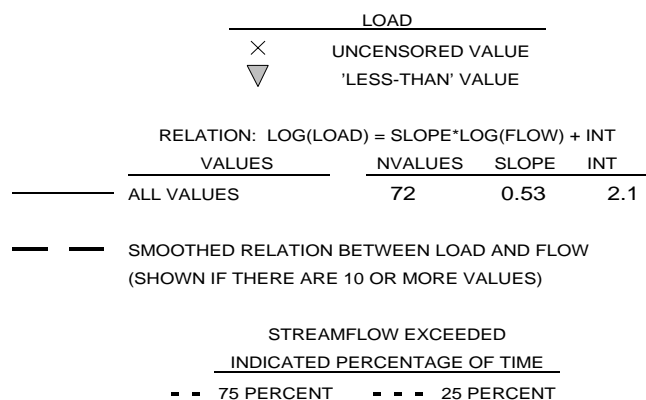 LOAD
UNCENSORED VALUE
'LESS-THAN' VALUE
RELATION: LOG(LOAD) = SLOPE*LOG(FLOW) + INT
VALUES NVALUES SLOPE INT
ALL VALUES 72 0.53 2.1
SMOOTHED RELATION BETWEEN LOAD AND FLOW
(SHOWN IF THERE ARE 10 OR MORE VALUES)
STREAMFLOW EXCEEDED
INDICATED PERCENTAGE OF TIME
75 PERCENT 25 PERCENT